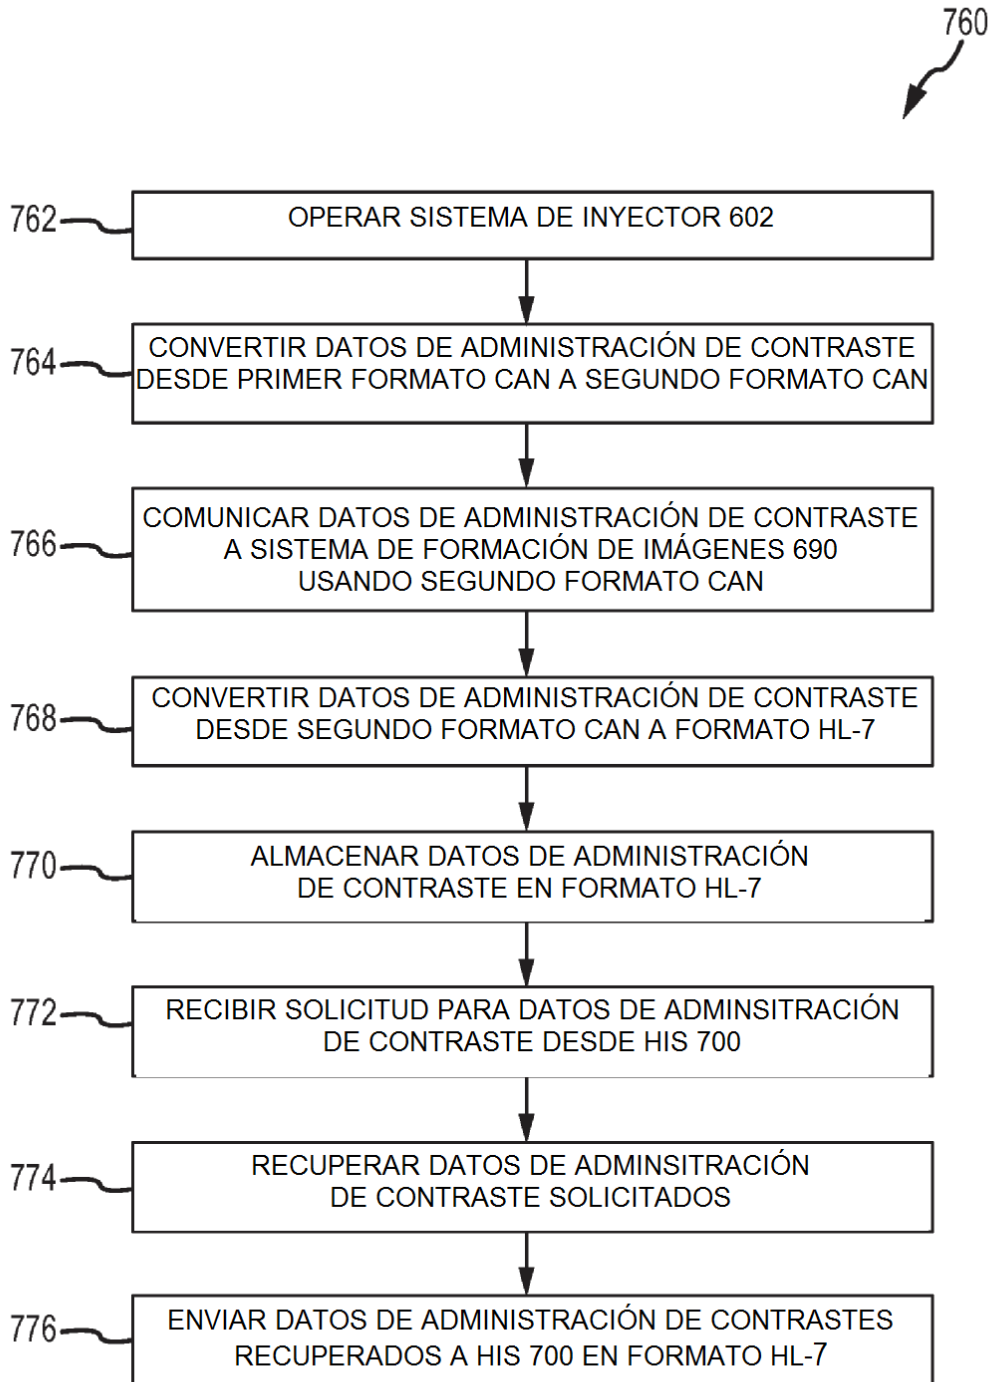 760
762
OPERAR SISTEMA DE INYECTOR 602
764
CONVERTIR DATOS DE ADMINISTRACIÓN DE CONTRASTE
DESDE PRIMER FORMATO CAN A SEGUNDO FORMATO CAN
766
COMUNICAR DATOS DE ADMINISTRACIÓN DE CONTRASTE
A SISTEMA DE FORMACIÓN DE IMÁGENES 690
USANDO SEGUNDO FORMATO CAN
768
CONVERTIR DATOS DE ADMINISTRACIÓN DE CONTRASTE
DESDE SEGUNDO FORMATO CAN A FORMATO HL-7
770
ALMACENAR DATOS DE ADMINISTRACIÓN
DE CONTRASTE EN FORMATO HL-7
772
RECIBIR SOLICITUD PARA DATOS DE ADMINSITRACIÓN
DE CONTRASTE DESDE HIS 700
774
RECUPERAR DATOS DE ADMINSITRACIÓN
DE CONTRASTE SOLICITADOS
776
ENVIAR DATOS DE ADMINISTRACIÓN DE CONTRASTES
RECUPERADOS A HIS 700 EN FORMATO HL-7